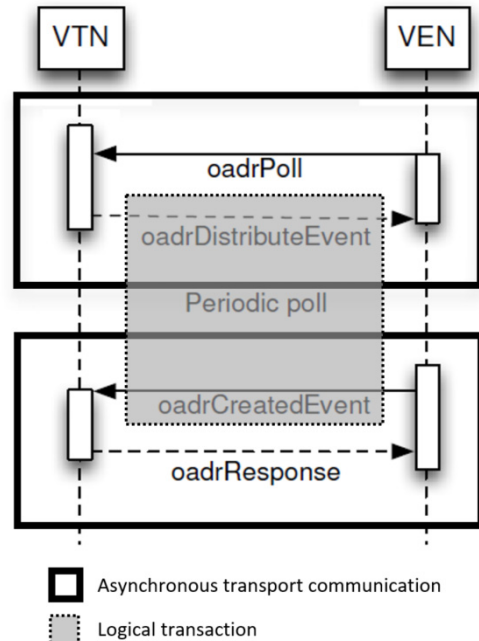 VTN VEN
oadrPoll
oadrDistributeEvent
Periodic poll
oadrCreatedEvent
oadrResponse
Asynchronous transport communication
Logical transaction